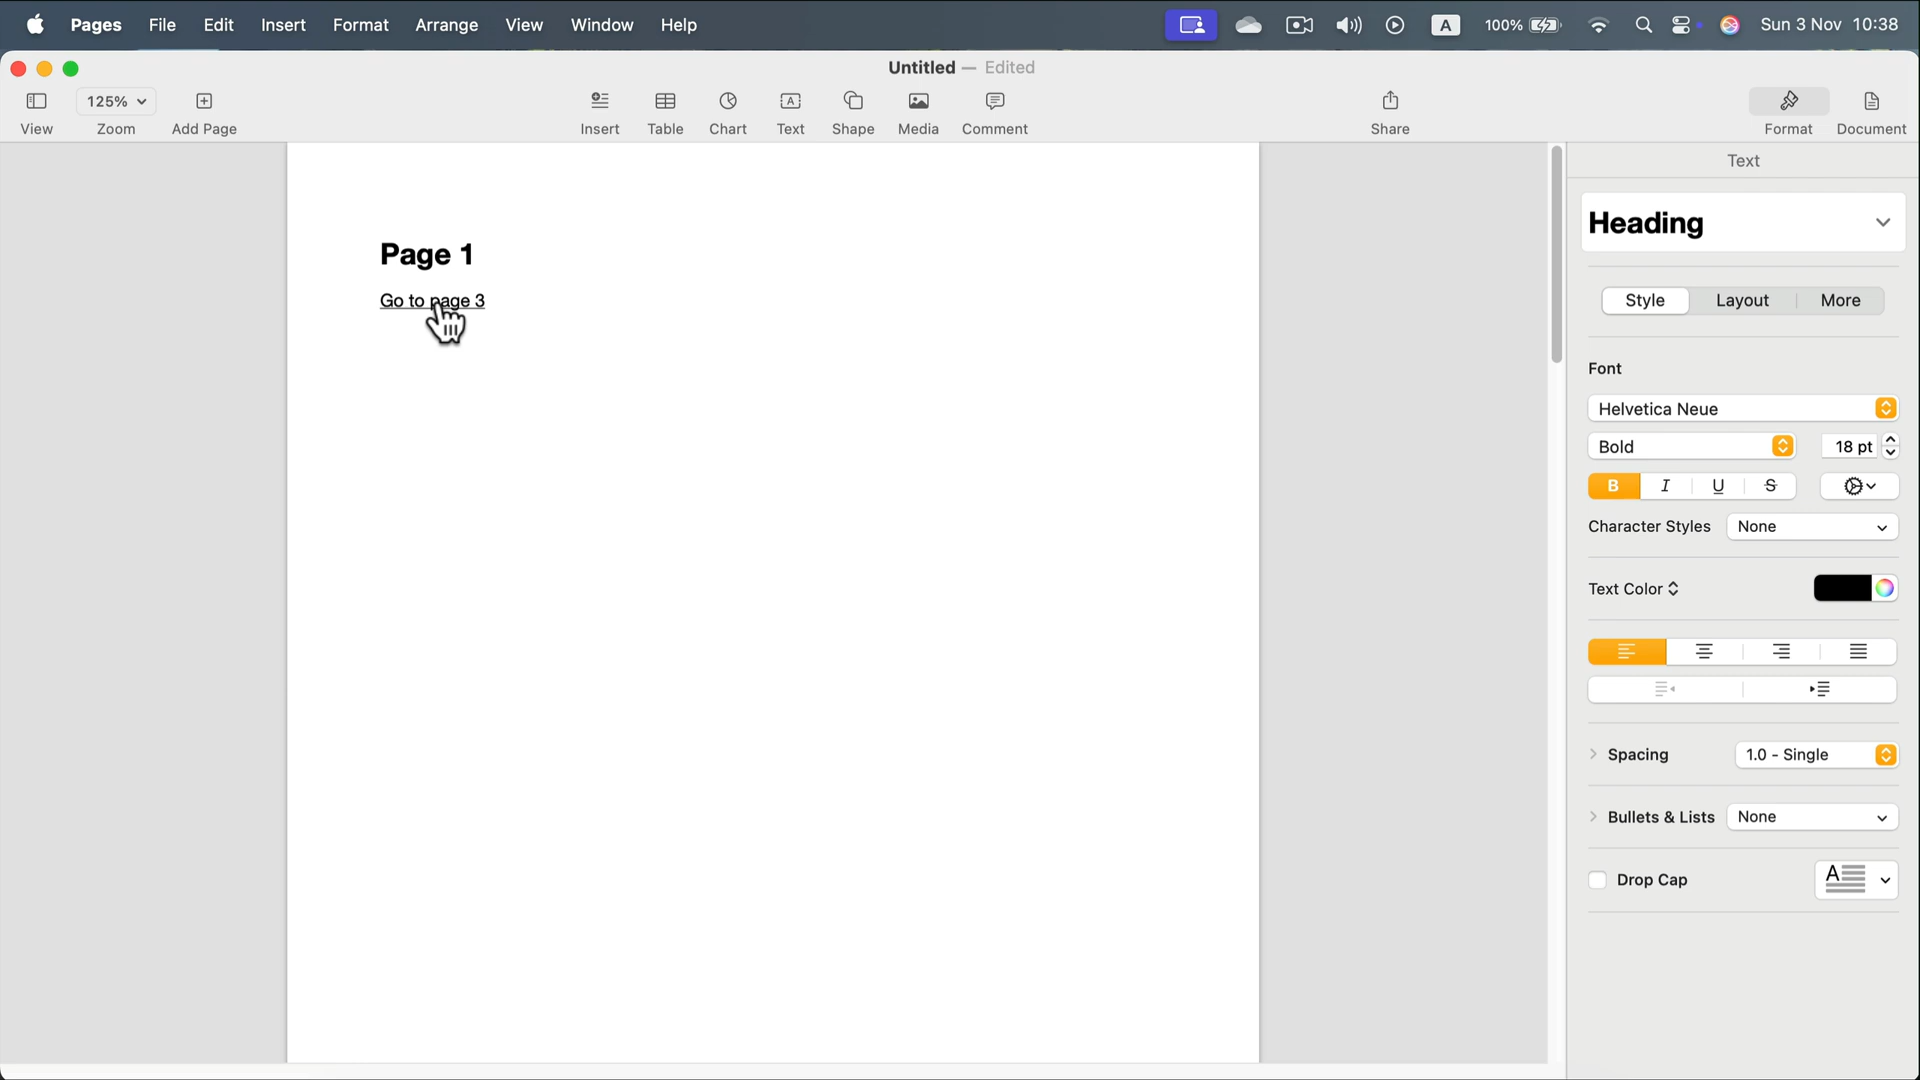 Pages File Edit Insert Format Arrange View Window Help A 100% Sun 3 Nov 10:38
Untitled — Edited
125%
View Zoom Add Page Insert Table Chart Text Shape Media Comment Share Format Document
Text
Heading
Style Layout More
Font
Helvetica Neue
Bold 18 pt
B I U S
Character Styles None
Text Color
Spacing 1.0 - Single
Bullets & Lists None
Drop Cap A
Page 1
Go to page 3